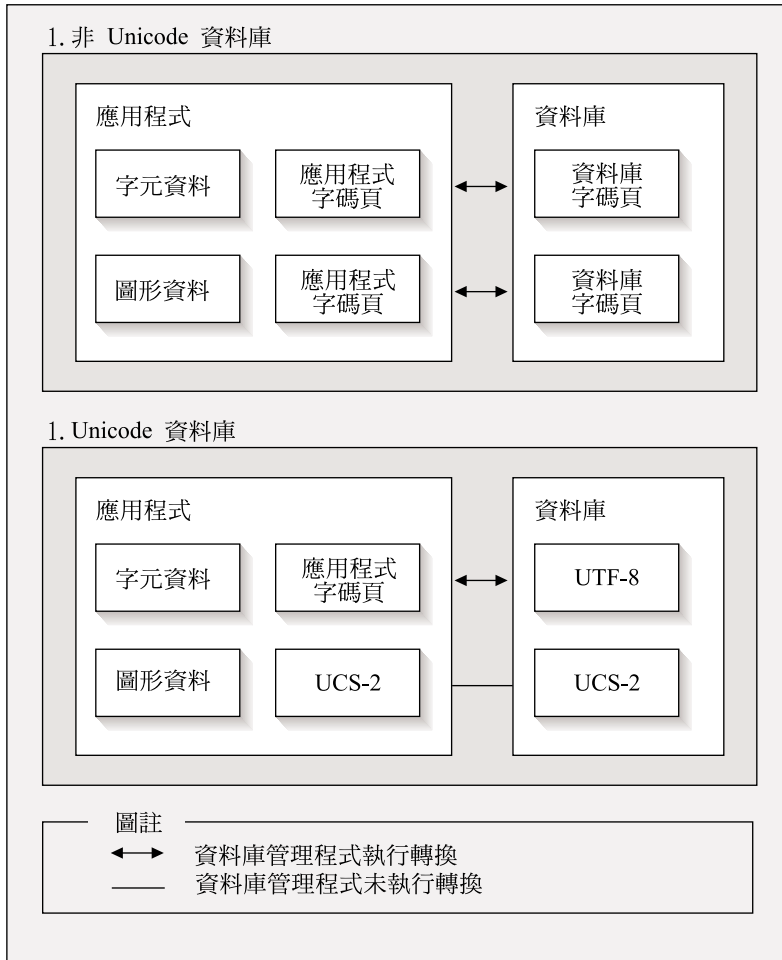 1. 非 Unicode 資料庫
應用程式
資料庫
字元資料
應用程式
字碼頁
資料庫
字碼頁
圖形資料
應用程式
字碼頁
資料庫
字碼頁
1. Unicode 資料庫
應用程式
資料庫
字元資料
應用程式
字碼頁
UTF-8
圖形資料
UCS-2
UCS-2
圖註
資料庫管理程式執行轉換
資料庫管理程式未執行轉換